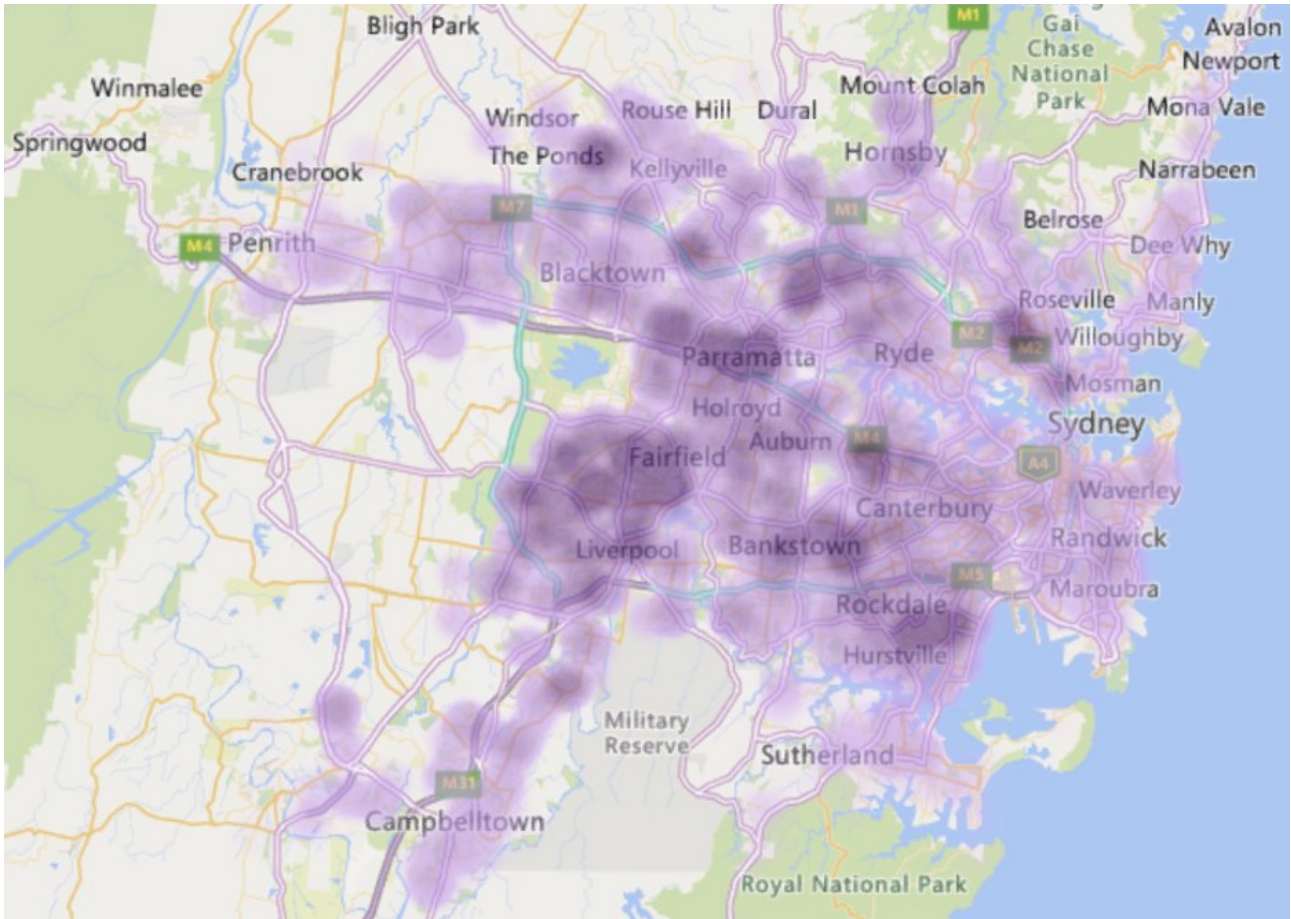 M1
Gai
Chase
National
Park
Avalon
Newport
Bligh Park
Winmalee
Mount Colah
Mona Vale
Springwood
Windsor
Rouse Hill
Dural
The Ponds
Kellyville
Hornsby
Narrabeen
Cranebrook
M7
M1
Belrose
M4
Penrith
Dee Why
Blacktown
Roseville
Manly
M2
Willoughby
M2
Parramatta
Ryde
Mosman
Holroyd
Sydney
Auburn
M4
Fairfield
A4
Waverley
Canterbury
Liverpool
Bankstown
Randwick
M5
Maroubra
Rockdale
Hurstville
Military
Reserve
Sutherland
M31
Campbelltown
Royal National Park